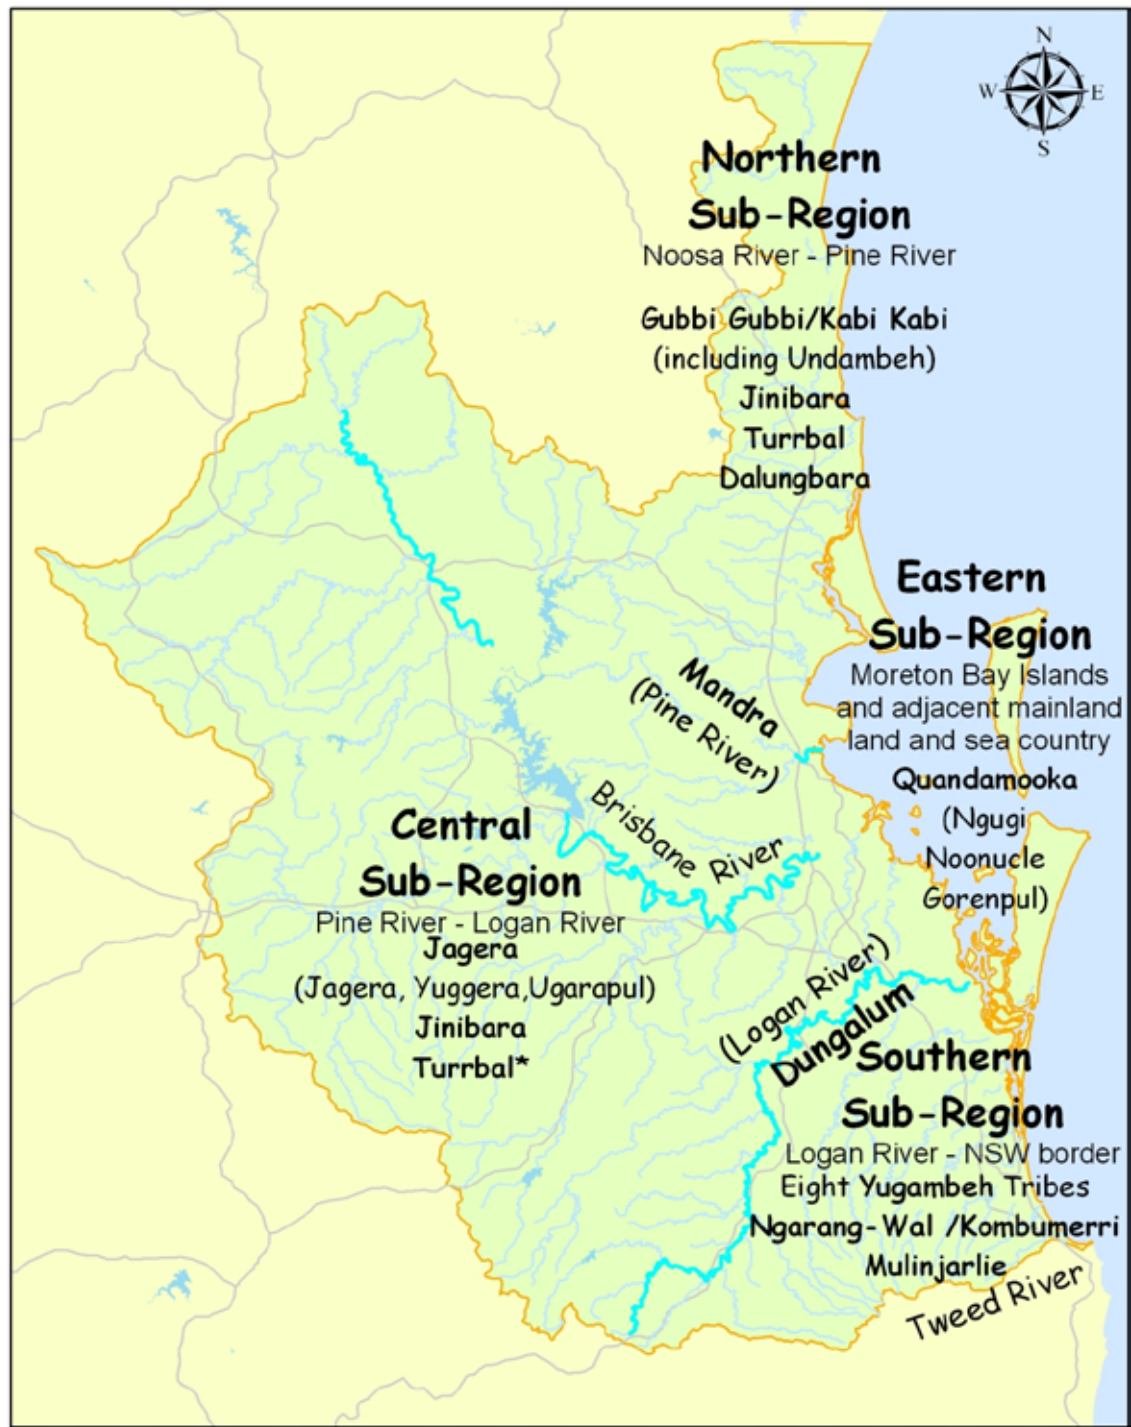 N
W E
S
Northern
Sub-Region
Noosa River - Pine River
Gubbi Gubbi/Kabi Kabi
(including Undambeh)
Jinibara
Turrbal
Dalungbara
Eastern
Sub-Region
Moreton Bay Islands
and adjacent mainland
land and sea country
Quandamooka
(Ngugi
Noonucle
Gorenpul)
Mandra
(Pine River)
Brisbane River
Central
Sub-Region
Pine River - Logan River
Jagera
(Jagera, Yuggera,Ugarapul)
Jinibara
Turrbal*
(Logan River)
Dungalum
Southern
Sub-Region
Logan River - NSW border
Eight Yugambeh Tribes
Ngarang-Wal /Kombumerri
Mulinjarlie
Tweed River